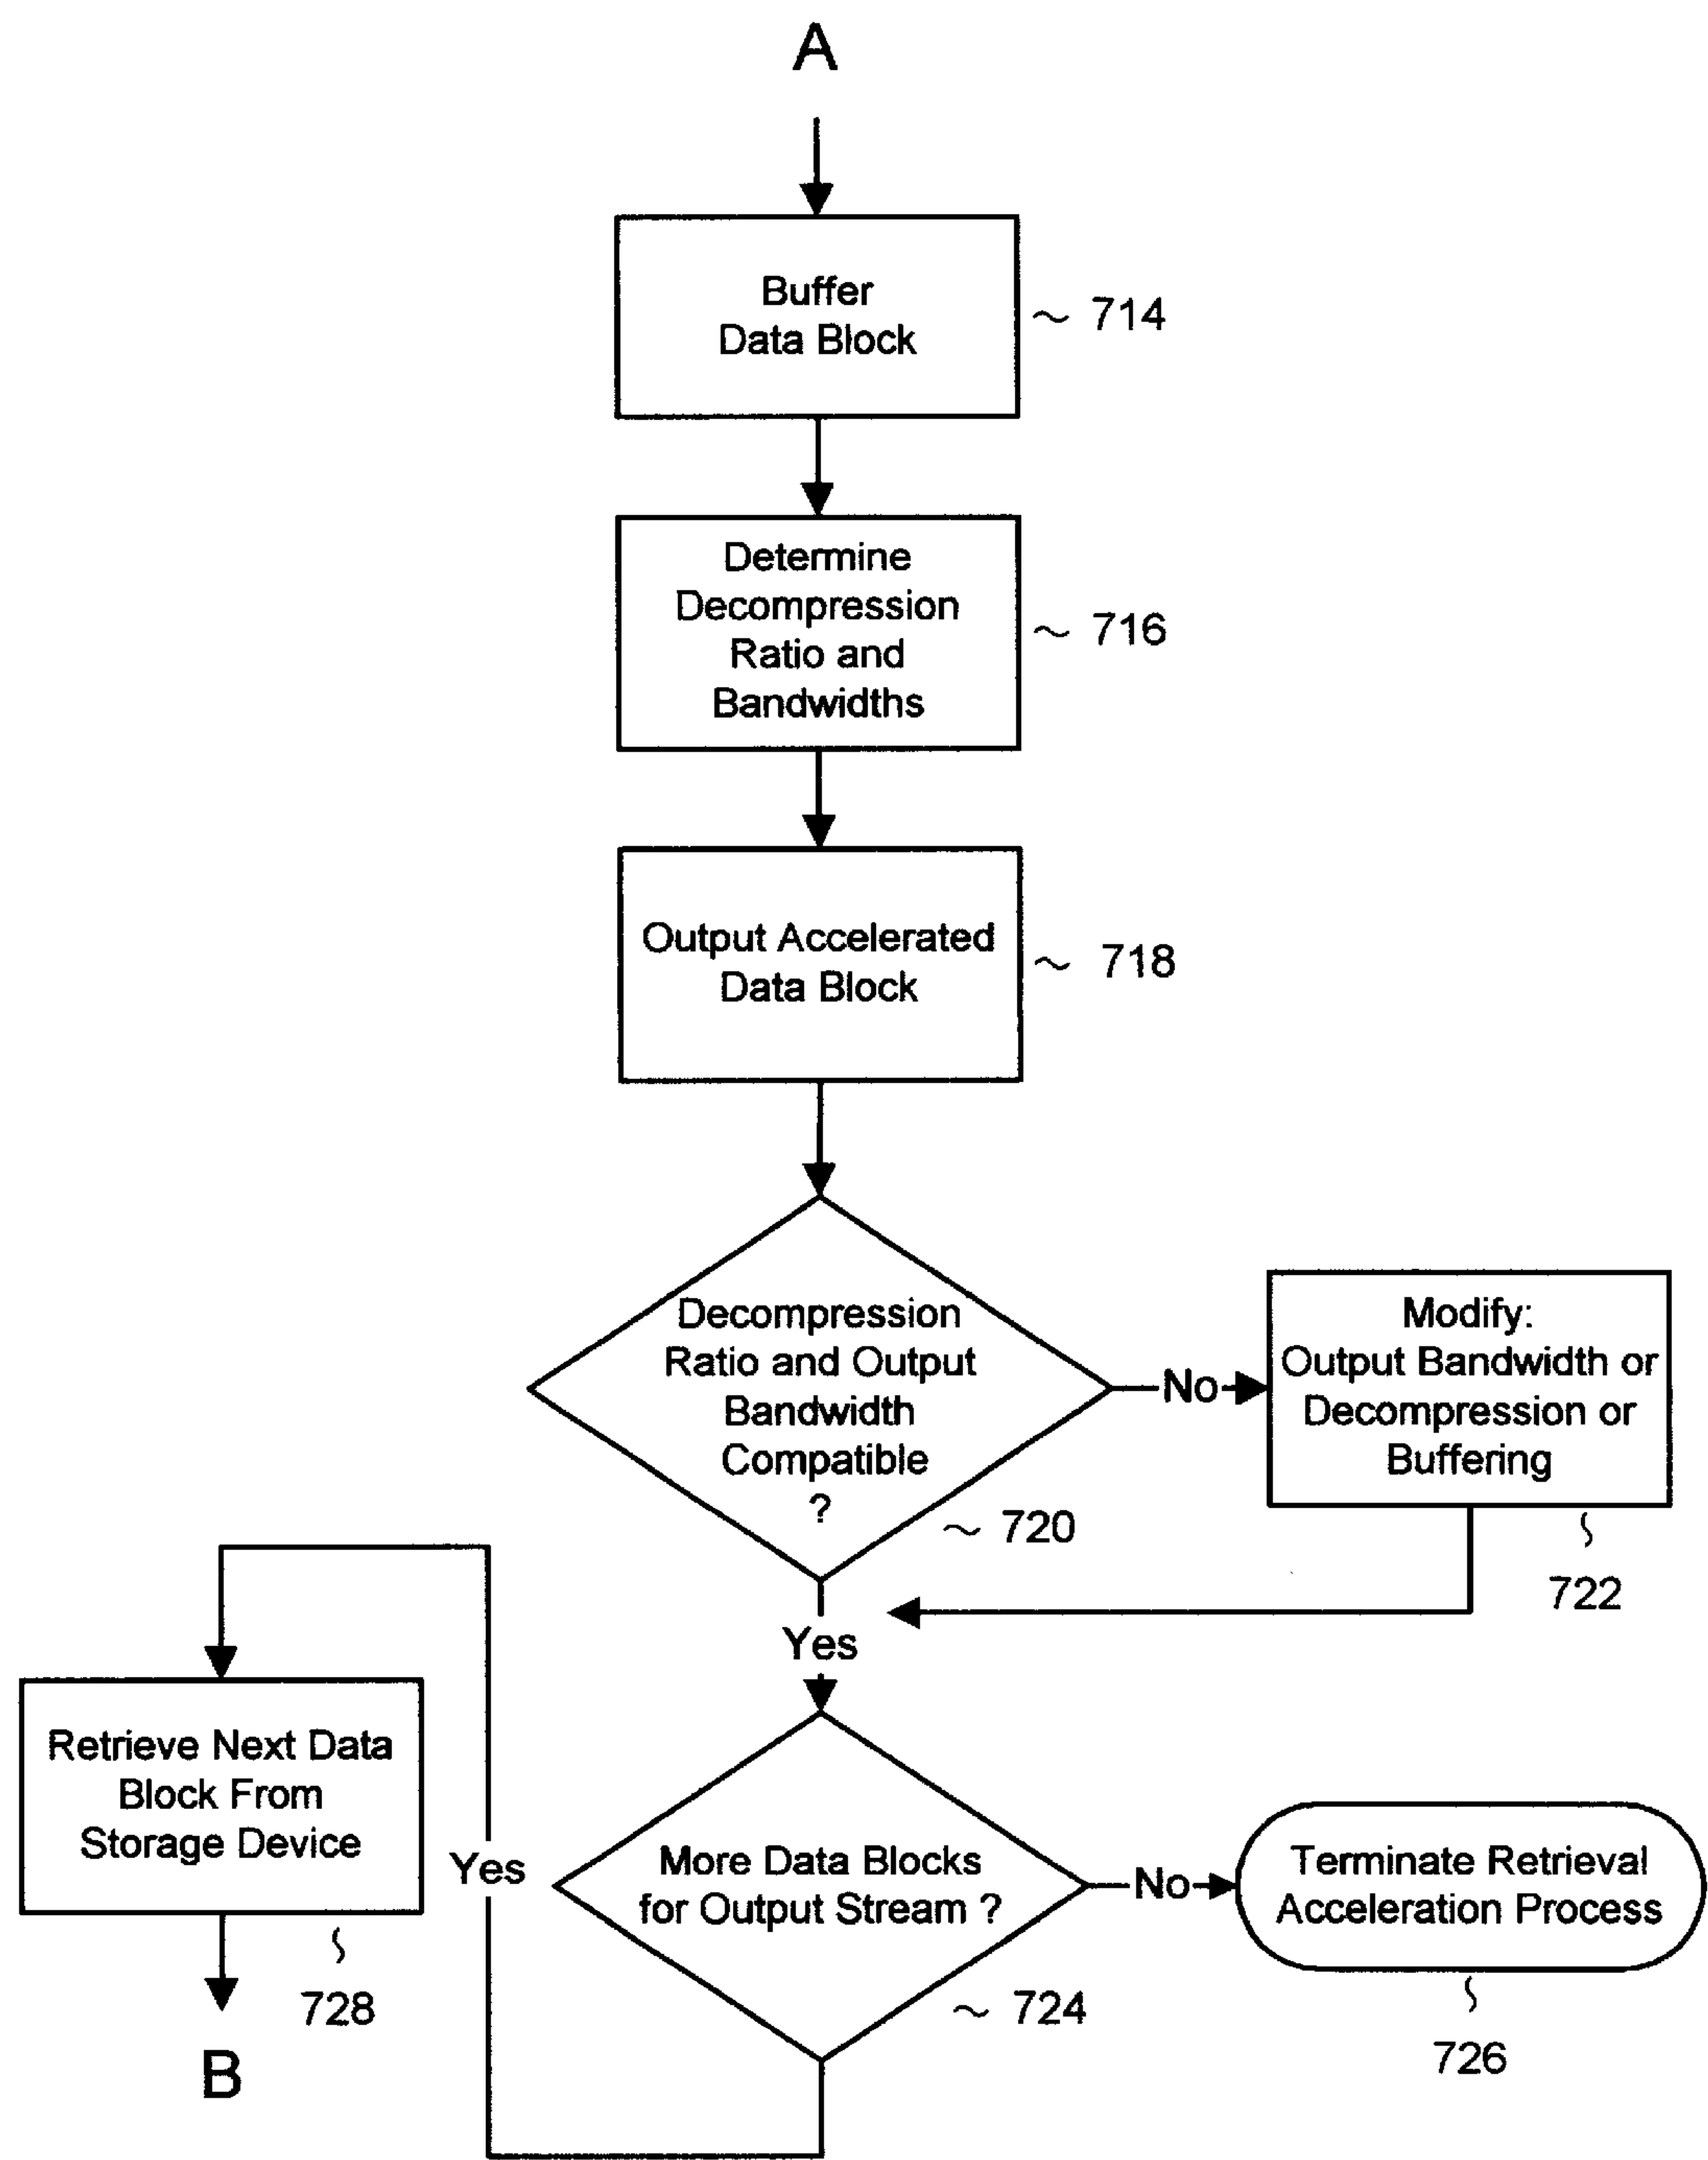 A
Buffer
Data Block
714
Determine
Decompression
Ratio and
Bandwidths
716
Output Accelerated
Data Block
718
Decompression
Ratio and Output
Bandwidth
Compatible
?
720
No
Modify:
Output Bandwidth or
Decompression or
Buffering
722
Yes
More Data Blocks
for Output Stream ?
724
No
Terminate Retrieval
Acceleration Process
726
Yes
Retrieve Next Data
Block From
Storage Device
728
B